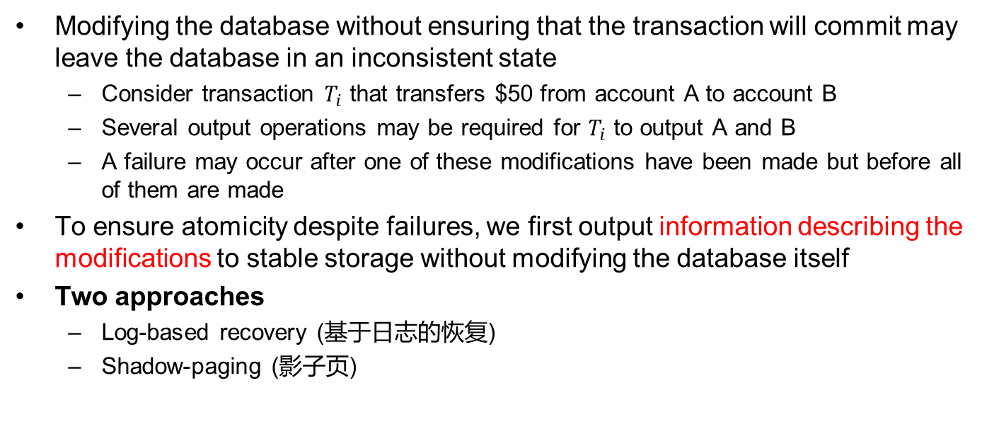 • Modifying the database without ensuring that the transaction will commit may
leave the database in an inconsistent state
– Consider transaction 𝑇𝑖 that transfers $50 from account A to account B
– Several output operations may be required for 𝑇𝑖 to output A and B
– A failure may occur after one of these modifications have been made but before all
of them are made
• To ensure atomicity despite failures, we first output information describing the
modifications to stable storage without modifying the database itself
• Two approaches
– Log-based recovery (基于日志的恢复)
– Shadow-paging (影子页)